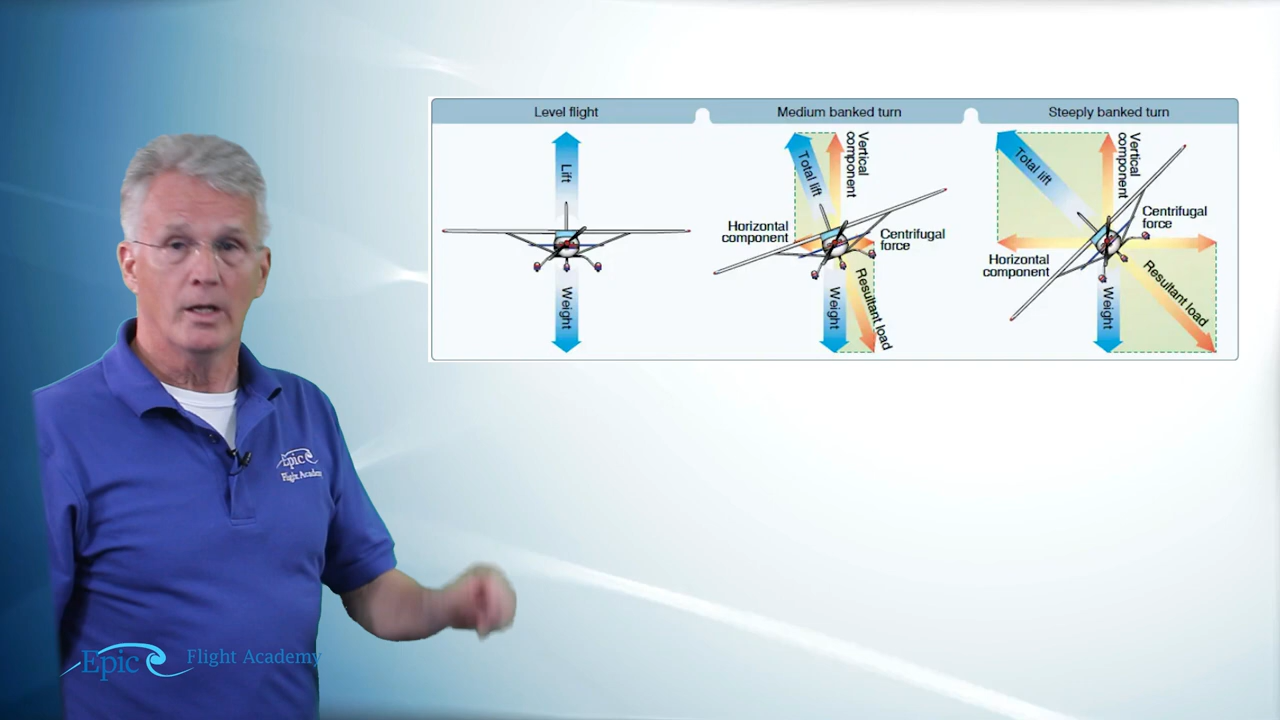 Level flight
Medium banked turn
Steeply banked turn
Lift
Weight
Total lift
Vertical
component
Horizontal
component
Centrifugal
force
Weight
Resultant load
Total lift
Vertical
component
Centrifugal
force
Horizontal
component
Weight
Resultant load
Epic
Flight Academy
Epic Flight Academy